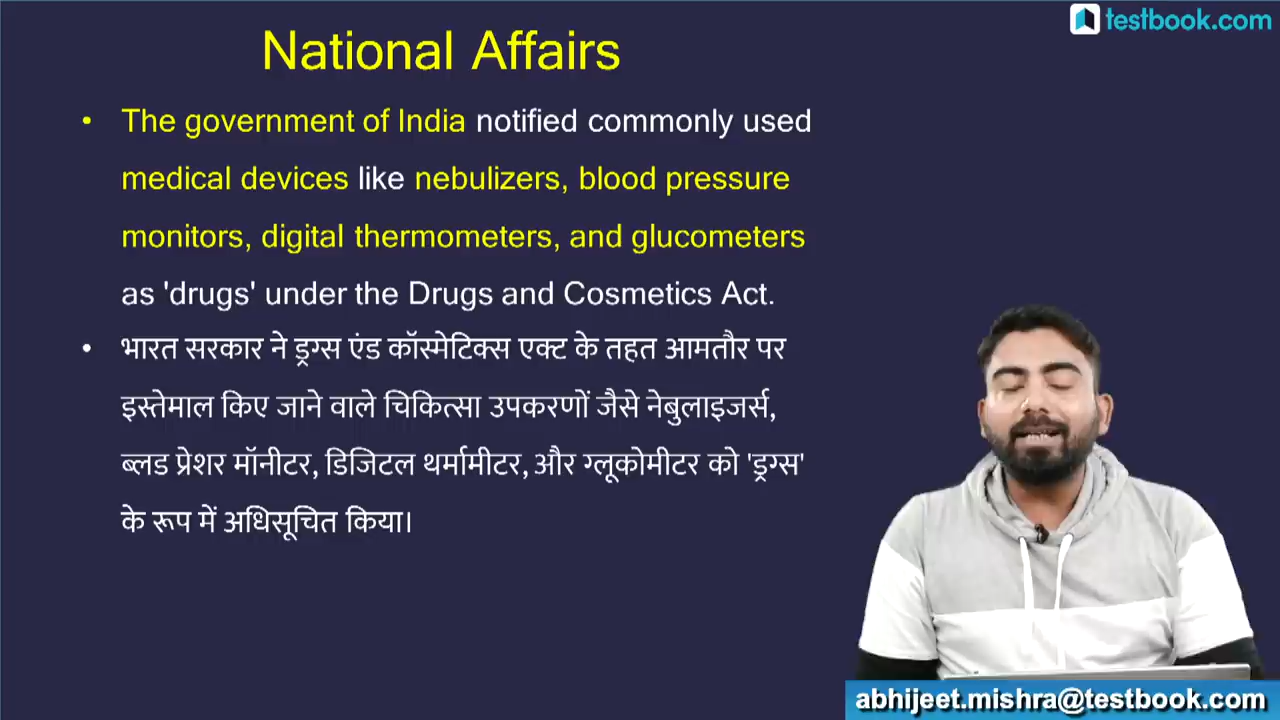 testbook.com
National Affairs
• The government of India notified commonly used
medical devices like nebulizers, blood pressure
monitors, digital thermometers, and glucometers
as 'drugs' under the Drugs and Cosmetics Act.
• भारत सरकार ने ड्रग्स एंड कॉस्मेटिक्स एक्ट के तहत आमतौर पर
इस्तेमाल किए जाने वाले चिकित्सा उपकरणों जैसे नेबुलाइजर्स,
ब्लड प्रेशर मॉनीटर, डिजिटल थर्मामीटर, और ग्लूकोमीटर को 'ड्रग्स'
के रूप में अधिसूचित किया।
abhijeet.mishra@testbook.com